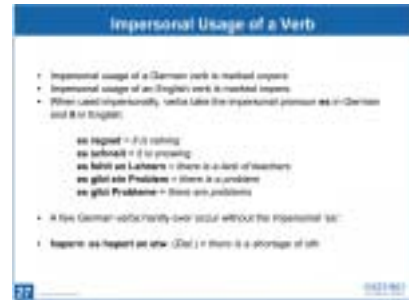 Impersonal Usage of a Verb
• Impersonal usage of a German verb is marked impers
• Impersonal usage of an English verb is marked impers
• When used impersonally, verbs take the impersonal pronoun es in German
and it in English:
es regnet = it is raining
es schneit = it is snowing
es fehlt an Lehrern = there is a lack of teachers
es gibt ein Problem = there is a problem
es gibt Probleme = there are problems
• A few German verbs hardly ever occur without the impersonal 'es':
• hapern: es hapert an etw. (Dat.) = there is a shortage of sth
27
OXFORD